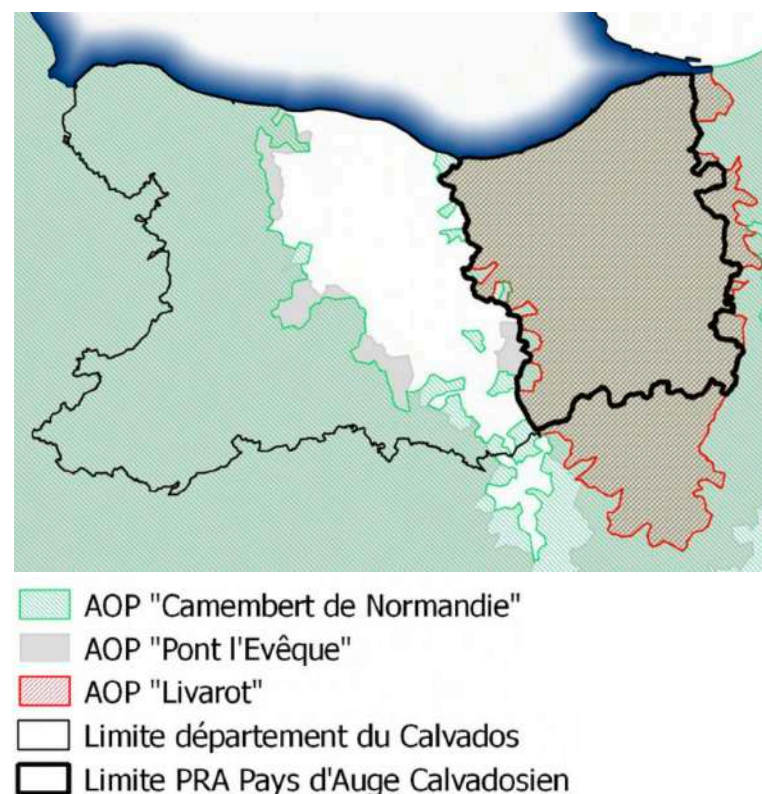 AOP "Camembert de Normandie"
AOP "Pont l'Evêque"
AOP "Livarot"
Limite département du Calvados
Limite PRA Pays d'Auge Calvadosien